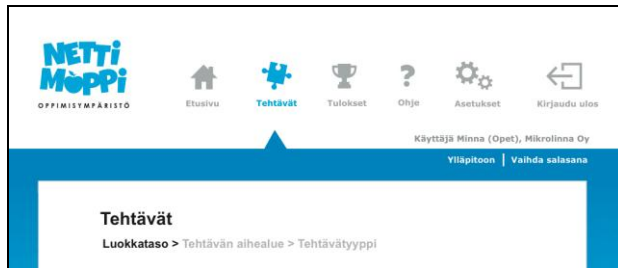 NETTI
MÖPPI
OPPIMISYMPÄRISTÖ
Etusivu Tehtävät Tulokset Ohje Asetukset Kirjaudu ulos
Käyttäjä Minna (Opet), Mikrolinna Oy
Ylläpitoon | Vaihda salasana
Tehtävät
Luokkataso > Tehtävän aihealue > Tehtävätyyppi